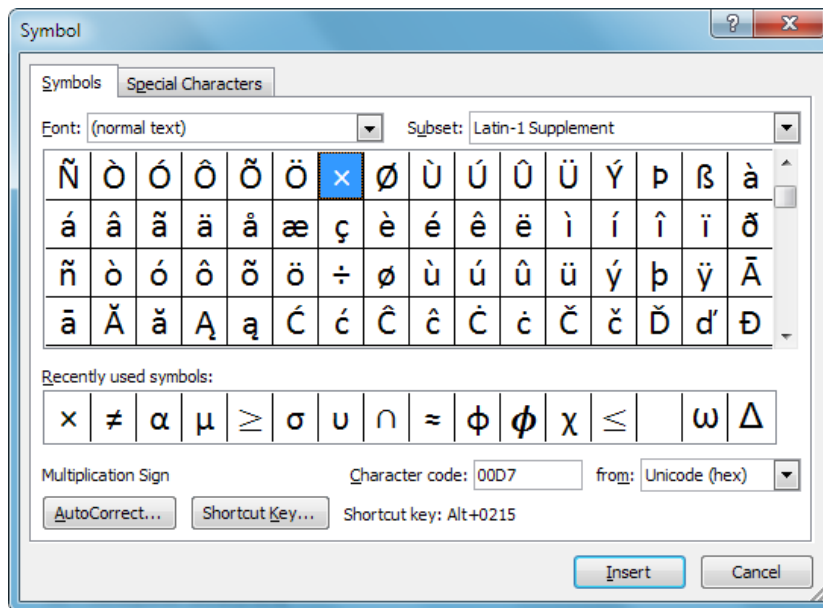 Symbol
Symbols Special Characters
Font: (normal text) Subset: Latin-1 Supplement
Ñ Ò Ó Ô Õ Ö × Ø Ù Ú Û Ü Ý Þ ß à
á â ã ä å æ ç è é ê ë ì í î ï ð
ñ ò ó ô õ ö ÷ ø ù ú û ü ý þ ÿ Ā
ā Ă ă Ą ą Ć ć Ĉ ĉ Ċ ċ Č č Ď ď Đ
Recently used symbols:
× ≠ α µ ≥ σ υ ∩ ≈ φ ϕ χ ≤ ω Δ
Multiplication Sign Character code: 00D7 from: Unicode (hex)
AutoCorrect... Shortcut Key... Shortcut key: Alt+0215
Insert Cancel